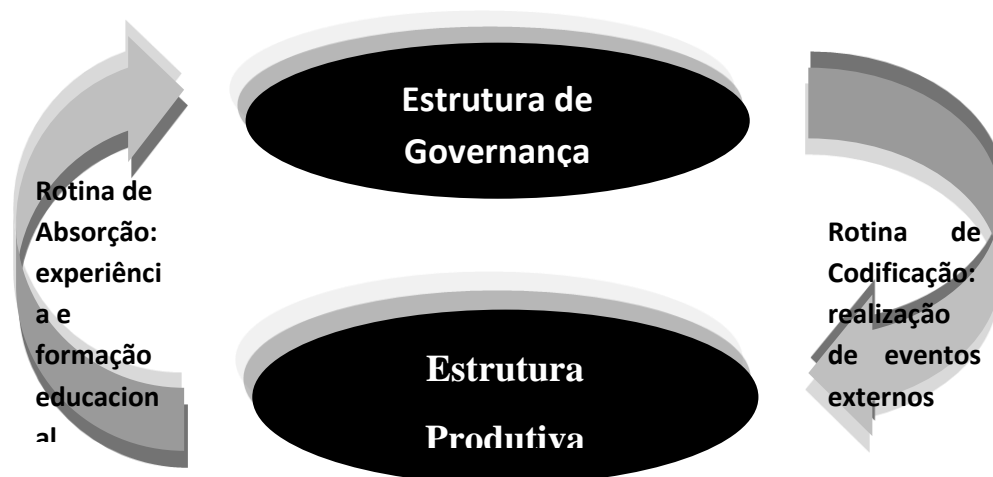 Estrutura de
Governança
Rotina de
Absorção:
experiênci
a e
formação
educacion
al
Rotina de
Codificação:
realização
de eventos
externos
Estrutura
Produtiva